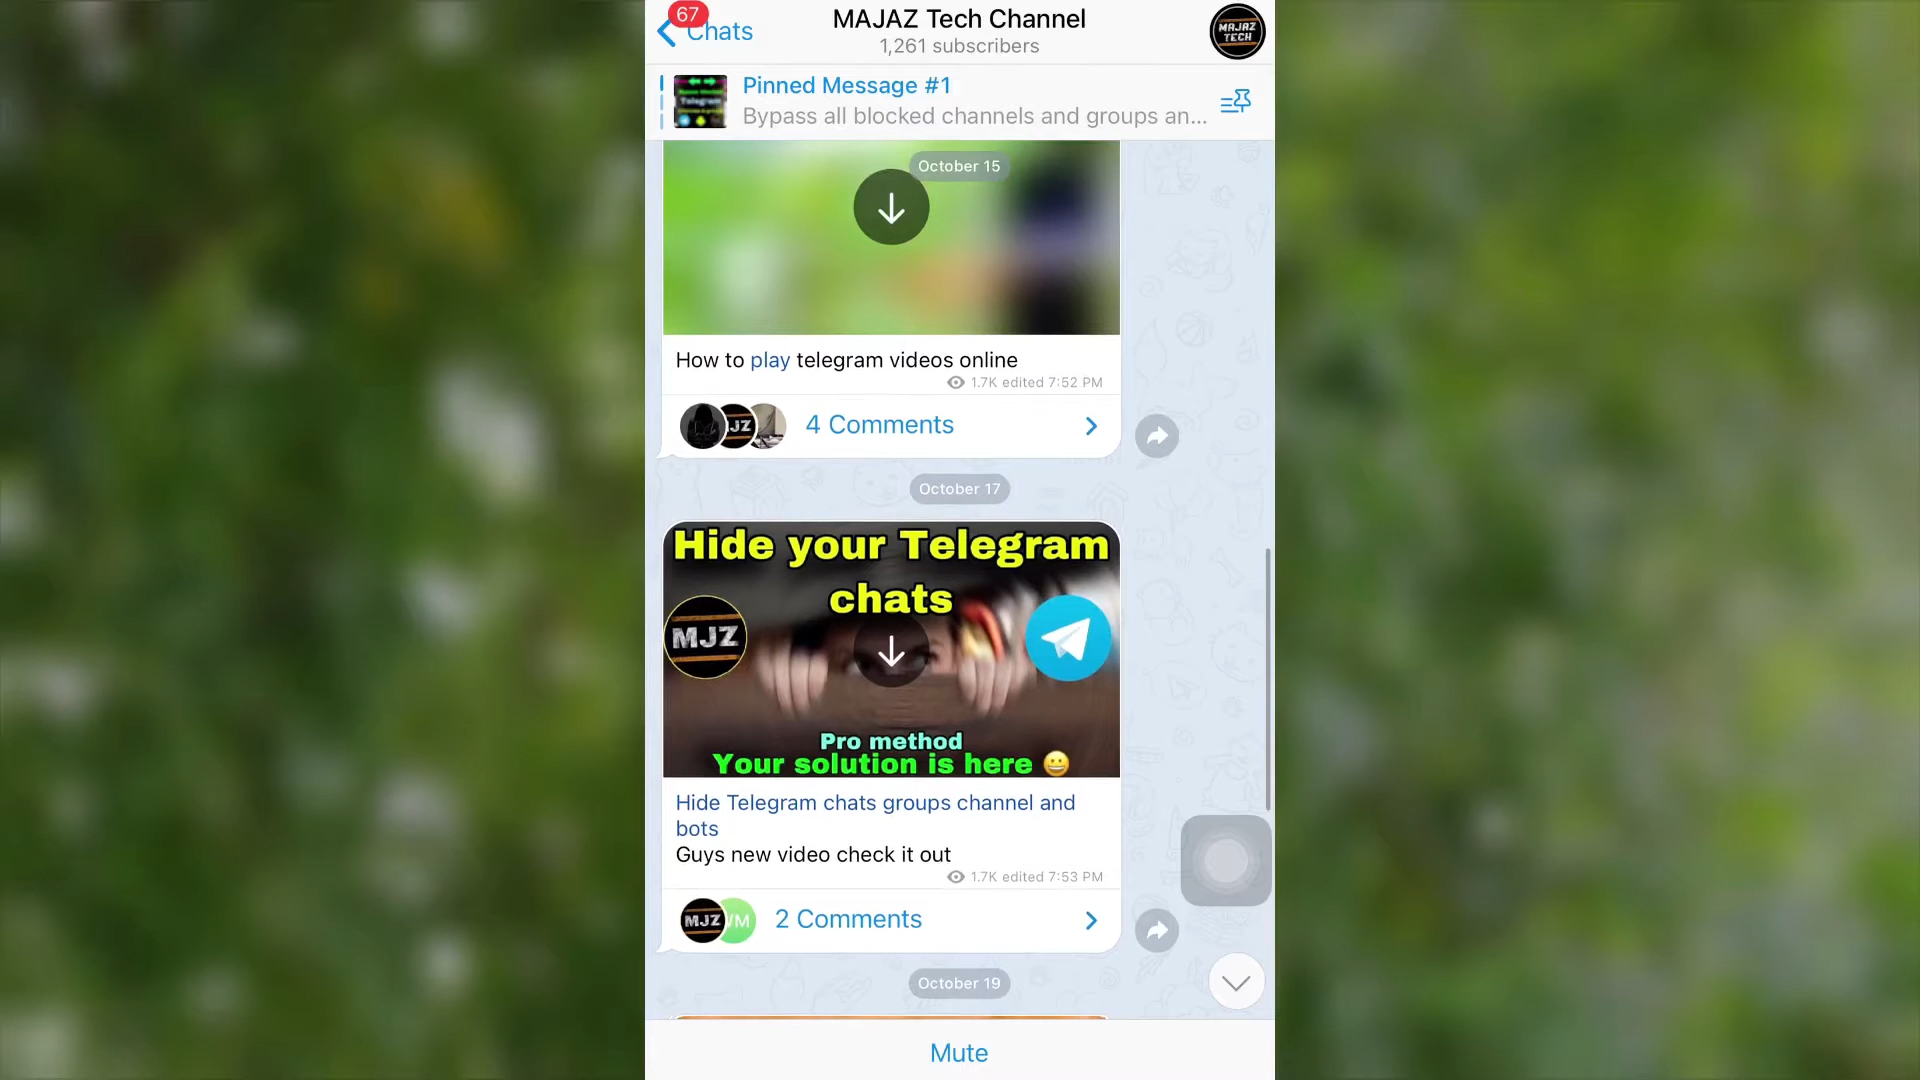 67
Chats
MAJAZ Tech Channel
1,261 subscribers
MAJAZ
TECH
Pinned Message #1
Bypass all blocked channels and groups an...
Telegram
October 15
How to play telegram videos online
1.7K edited 7:52 PM
JZ
4 Comments
October 17
Hide your Telegram
chats
MJZ
Pro method
Your solution is here 😀
Hide Telegram chats groups channel and
bots
Guys new video check it out
1.7K edited 7:53 PM
MJZ
VM
2 Comments
October 19
Mute